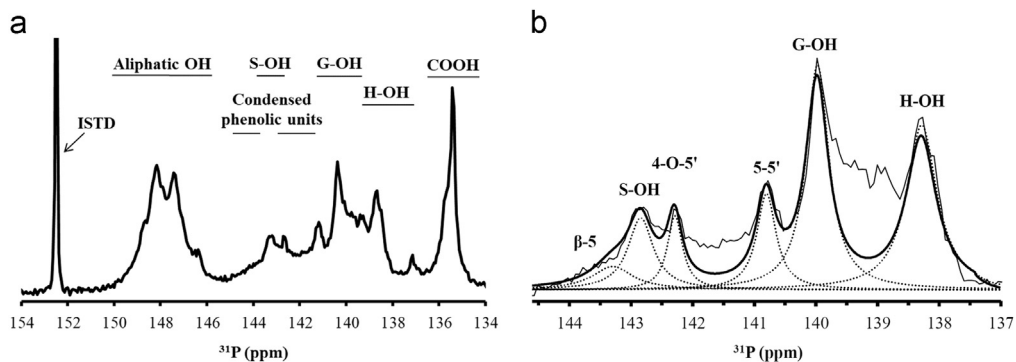 a
ISTD
Aliphatic OH
S-OH
G-OH
COOH
H-OH
Condensed
phenolic units
154 152 150 148 146 144 142 140 138 136 134
³¹P (ppm)
b
G-OH
H-OH
4-O-5'
5-5'
S-OH
β-5
144 143 142 141 140 139 138 137
³¹P (ppm)